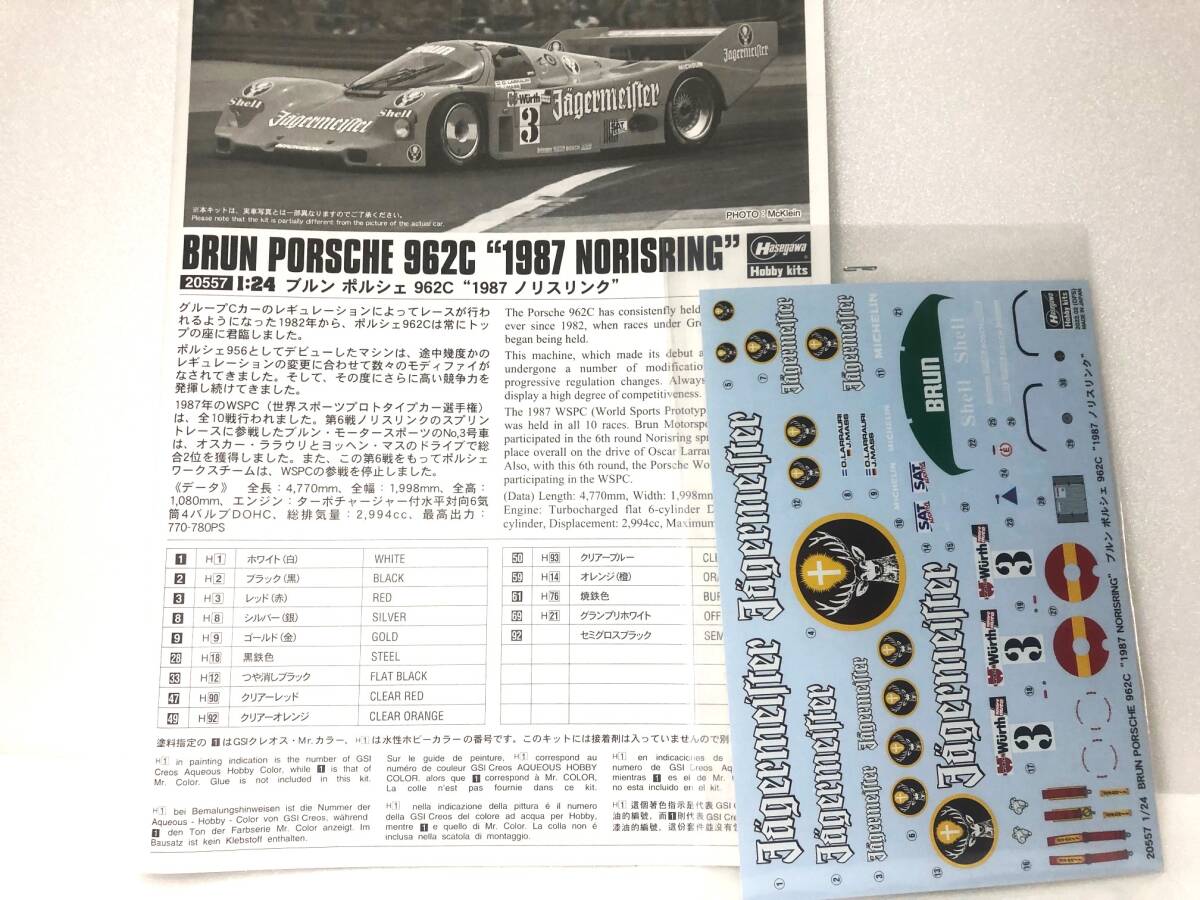 BRUN
Jägermeister
MICHELIN
O. LARRAURI
Shell
Shell
Würth
3
Jägermeister
Jägermeister
SAT
※本キットは、実車写真とは一部異なりますのでご了承ください。
Please note that the kit is partially different from the picture of the actual car.
PHOTO : McKlein
BRUN PORSCHE 962C “1987 NORISRING”
Hasegawa
Hobby kits
20557 1:24 ブルン ポルシェ 962C “1987 ノリスリンク”
グループCカーのレギュレーションによってレースが行わ
れるようになった1982年から、ポルシェ962Cは常にトッ
プの座に君臨しました。
ポルシェ956としてデビューしたマシンは、途中幾度かの
レギュレーションの変更に合わせて数々のモディファイが
なされてきました。そして、その度にさらに高い競争力を
発揮し続けてきました。
1987年のWSPC（世界スポーツプロトタイプカー選手権）
は、全10戦行われました。第6戦ノリスリンクのスプリン
トレースに参戦したブルン・モータースポーツのNo,3号車
は、オスカー・ララウリとヨッヘン・マスのドライブで総
合2位を獲得しました。また、この第6戦をもってポルシェ
ワークスチームは、WSPCの参戦を停止しました。
《データ》 全長：4,770mm、全幅：1,998mm、全高：
1,080mm、エンジン：ターボチャージャー付水平対向6気
筒4バルブDOHC、総排気量：2,994cc、最高出力：
770-780PS
The Porsche 962C has consistently held
ever since 1982, when races under Gr
began being held.
This machine, which made its debut a
undergone a number of modification
progressive regulation changes. Always
display a high degree of competitiveness.
The 1987 WSPC (World Sports Prototyp
was held in all 10 races. Brun Motorsp
participated in the 6th round Norisring spr
place overall on the drive of Oscar Larrau
Also, with this 6th round, the Porsche Wo
participating in the WSPC.
(Data) Length: 4,770mm, Width: 1,998mm
Engine: Turbocharged flat 6-cylinder D
cylinder, Displacement: 2,994cc, Maximum
1 H1 ホワイト（白） WHITE
2 H2 ブラック（黒） BLACK
3 H3 レッド（赤） RED
8 H8 シルバー（銀） SILVER
9 H9 ゴールド（金） GOLD
28 H18 黒鉄色 STEEL
33 H12 つや消しブラック FLAT BLACK
47 H90 クリアーレッド CLEAR RED
49 H92 クリアーオレンジ CLEAR ORANGE
50 H93 クリアーブルー CLE
59 H14 オレンジ（橙） ORA
61 H76 焼鉄色 BUR
69 H21 グランプリホワイト OFF
92 セミグロスブラック SEM
塗料指定の 1 はGSIクレオス・Mr.カラー、H1 は水性ホビーカラーの番号です。このキットには接着剤は入っていませんので別
H1 in painting indication is the number of GSI
Creos Aqueous Hobby Color, while 1 is that of
Mr. Color. Glue is not included in this kit.
Sur le guide de peinture, H1 correspond au
numéro de couleur GSI Creos AQUEOUS HOBBY
COLOR. alors que 1 correspond à Mr. COLOR,
La colle n'est pas fournie dans ce kit.
H1 en indicaciones de
de GSI Creos Aq
mientras 1 es el de Mr.
no esta incluido en el kit.
H1 bei Bemalungshinweisen ist die Nummer der
Aqueous - Hobby - Color von GSI Creos, während
1 den Ton der Farbserie Mr. Color anzeigt. Im
Bausatz ist kein Klebstoff enthalten.
H1 nella indicazione della pittura è il numero
della GSI Creos del colore ad acqua per Hobby,
mentre 1 e quello di Mr. Color. La colla non é
inclusa nella scatola di montaggio.
H1 這個著色指示是代表 GSI
油的編號，而 1 則代表
漆油的編號，這份套件並沒有
Jägermeister
Jägermeister
Jägermeister
Jägermeister
Jägermeister
Jägermeister
Jägermeister
Jägermeister
MICHELIN
MICHELIN
O.LARRAURI
J.MASS
O.LARRAURI
J.MASS
SAT
SAT
BRUN
Shell Shell
Würth
3
Würth
3
Würth
3
Hasegawa
Hobby kits
MADE IN JAPAN
20557 1/24 BRUN PORSCHE 962C “1987 NORISRING” ブルン ポルシェ 962C “1987 ノリスリンク”